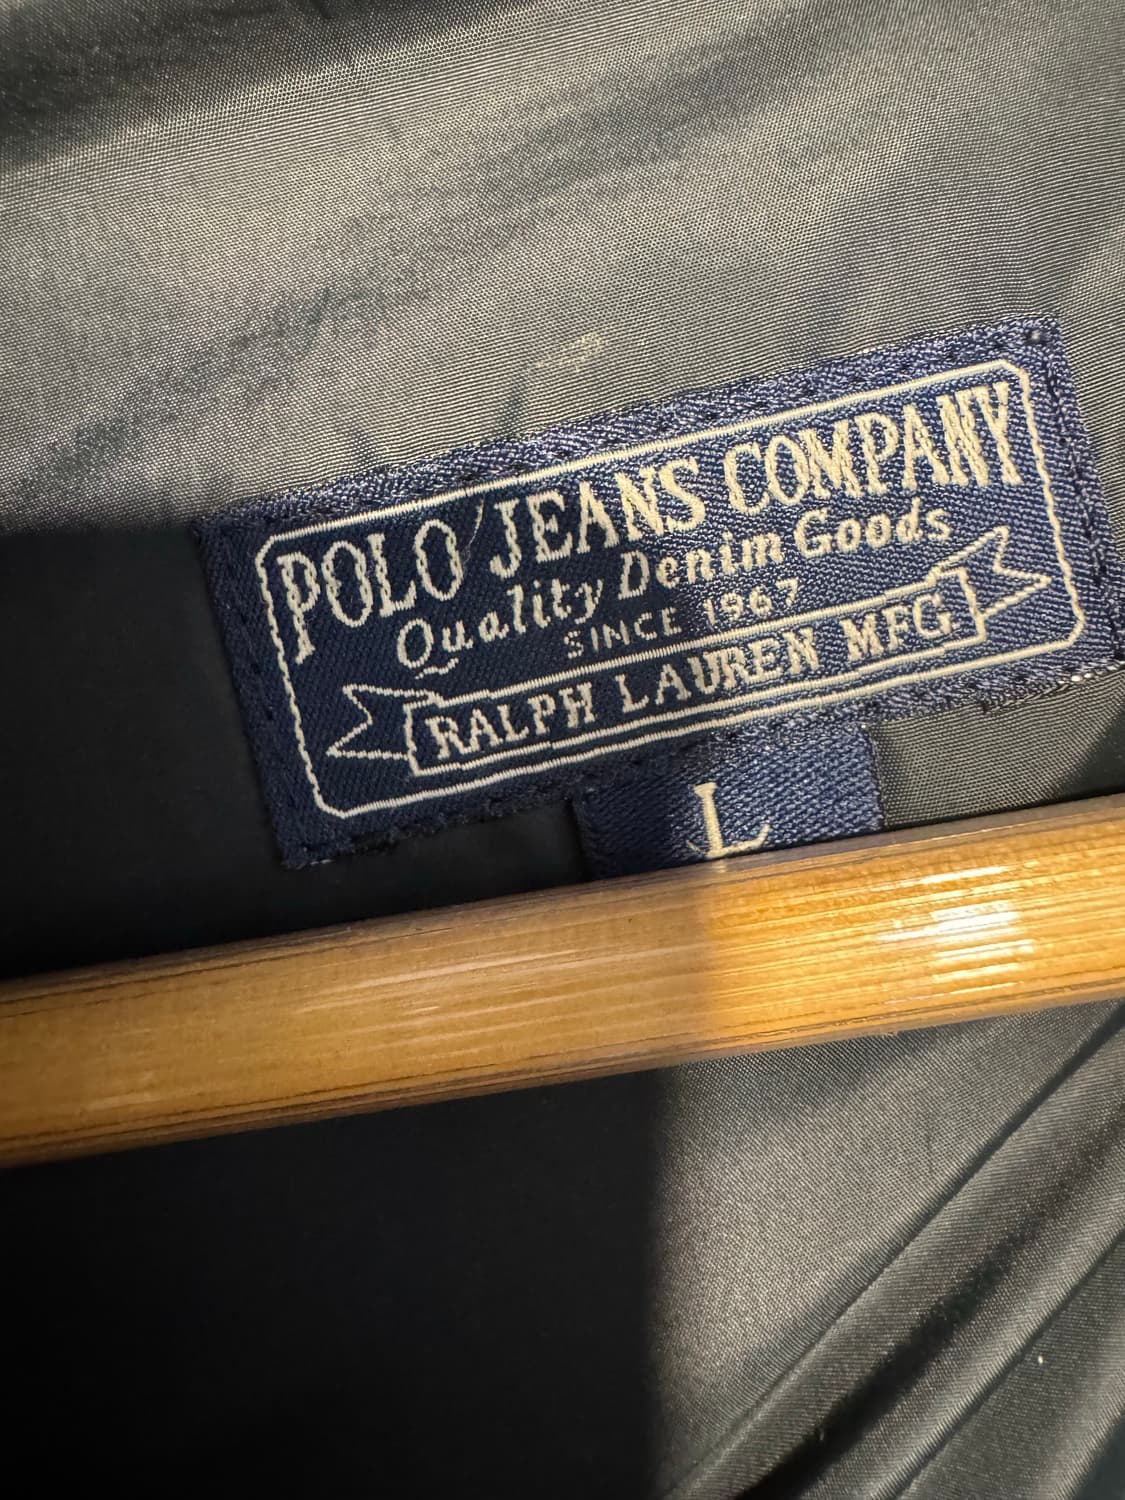 POLO JEANS COMPANY
Quality Denim Goods
SINCE 1967
RALPH LAUREN MFG.
L